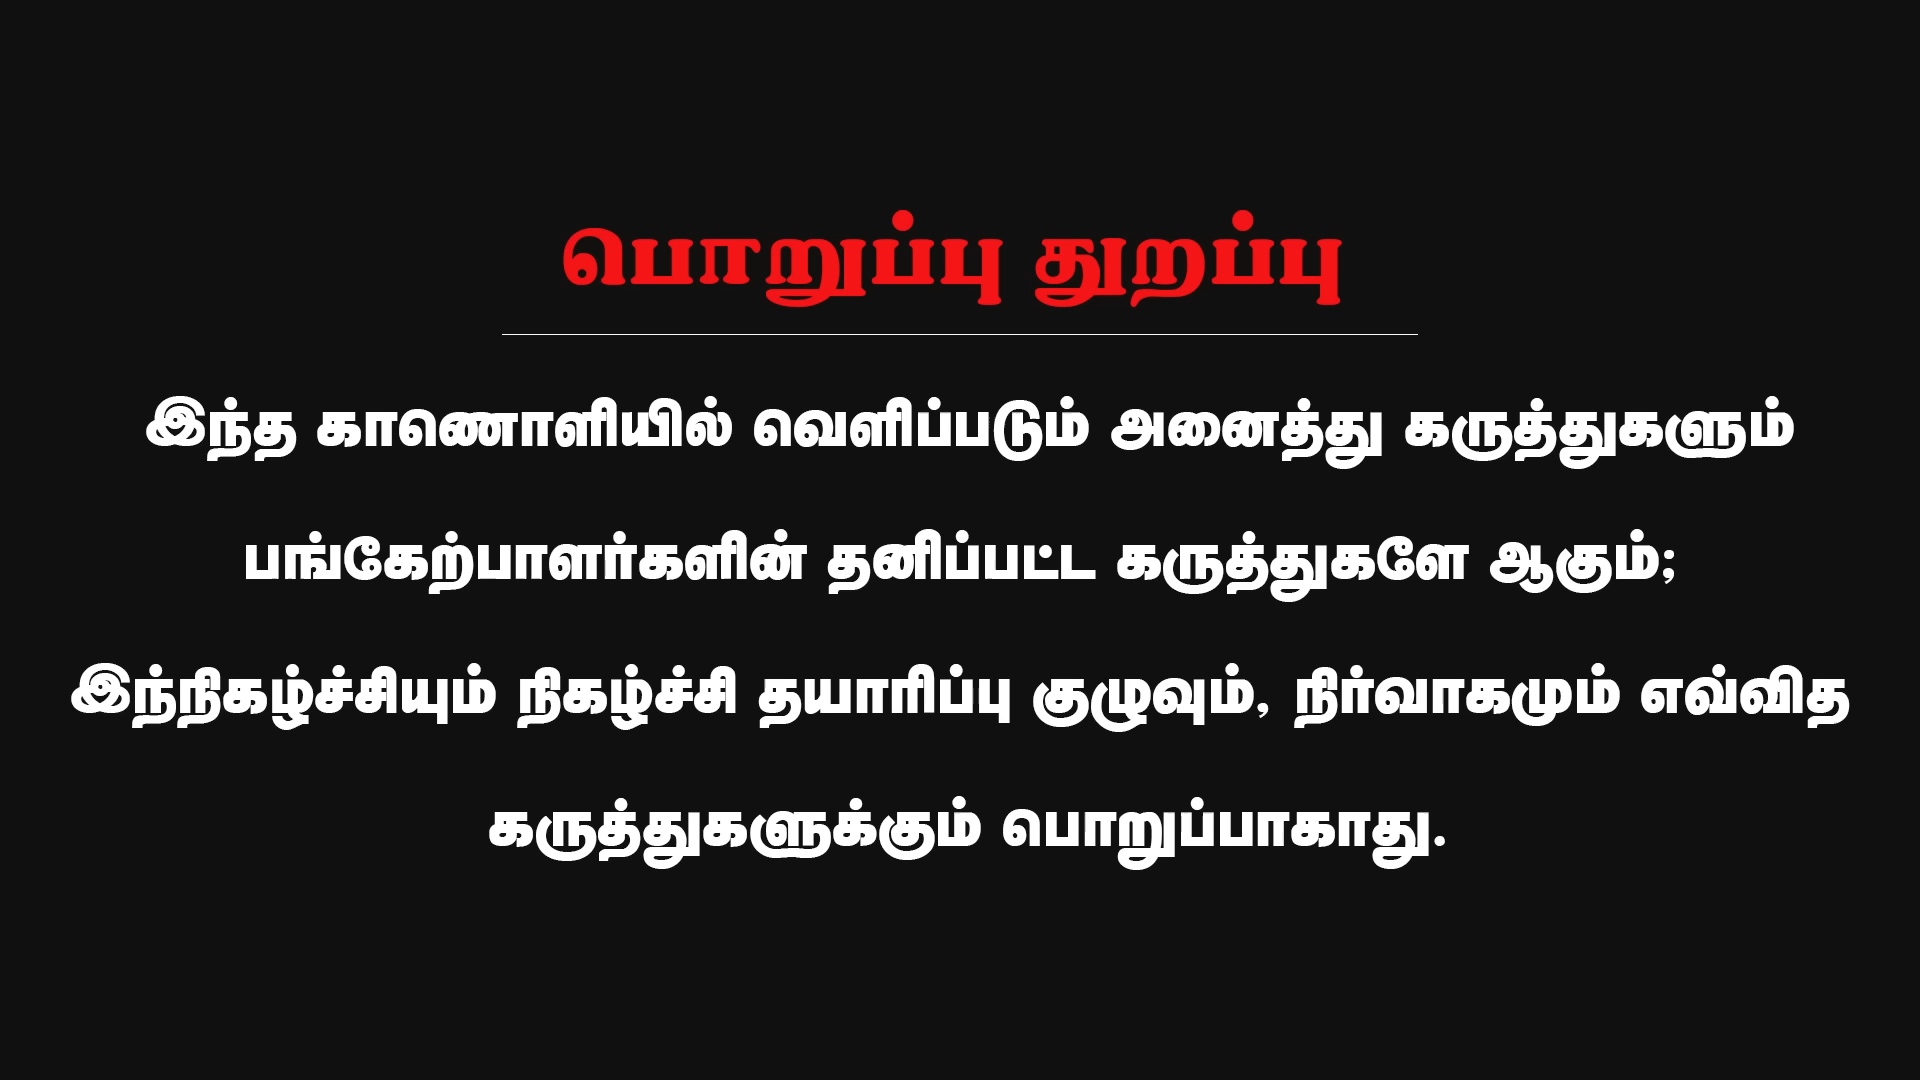 பொறுப்பு துறப்பு
இந்த காணொளியில் வெளிப்படும் அனைத்து கருத்துகளும்
பங்கேற்பாளர்களின் தனிப்பட்ட கருத்துகளே ஆகும்;
இந்நிகழ்ச்சியும் நிகழ்ச்சி தயாரிப்பு குழுவும், நிர்வாகமும் எவ்வித
கருத்துகளுக்கும் பொறுப்பாகாது.